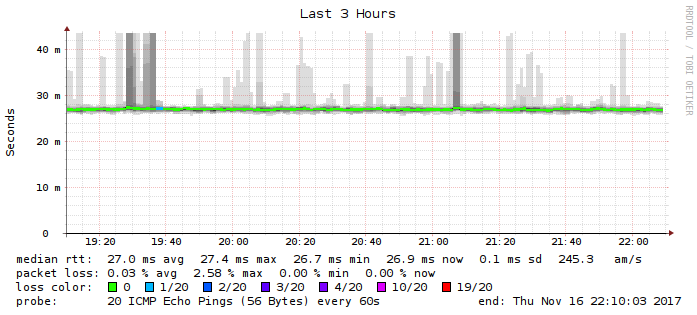 Last 3 Hours
RRDTOOL / TOBI OETIKER
Seconds
40 m
30 m
20 m
10 m
0
19:20 19:40 20:00 20:20 20:40 21:00 21:20 21:40 22:00
median rtt: 27.0 ms avg 27.4 ms max 26.7 ms min 26.9 ms now 0.1 ms sd 245.3 am/s
packet loss: 0.03 % avg 2.58 % max 0.00 % min 0.00 % now
loss color: 0 1/20 2/20 3/20 4/20 10/20 19/20
probe: 20 ICMP Echo Pings (56 Bytes) every 60s end: Thu Nov 16 22:10:03 2017